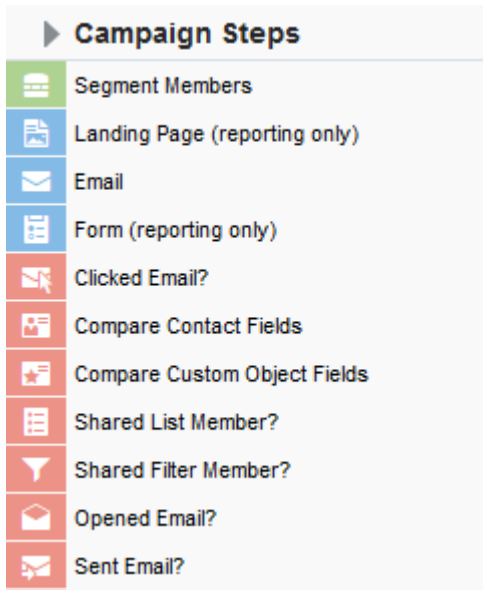 Campaign Steps
Segment Members
Landing Page (reporting only)
Email
Form (reporting only)
Clicked Email?
Compare Contact Fields
Compare Custom Object Fields
Shared List Member?
Shared Filter Member?
Opened Email?
Sent Email?